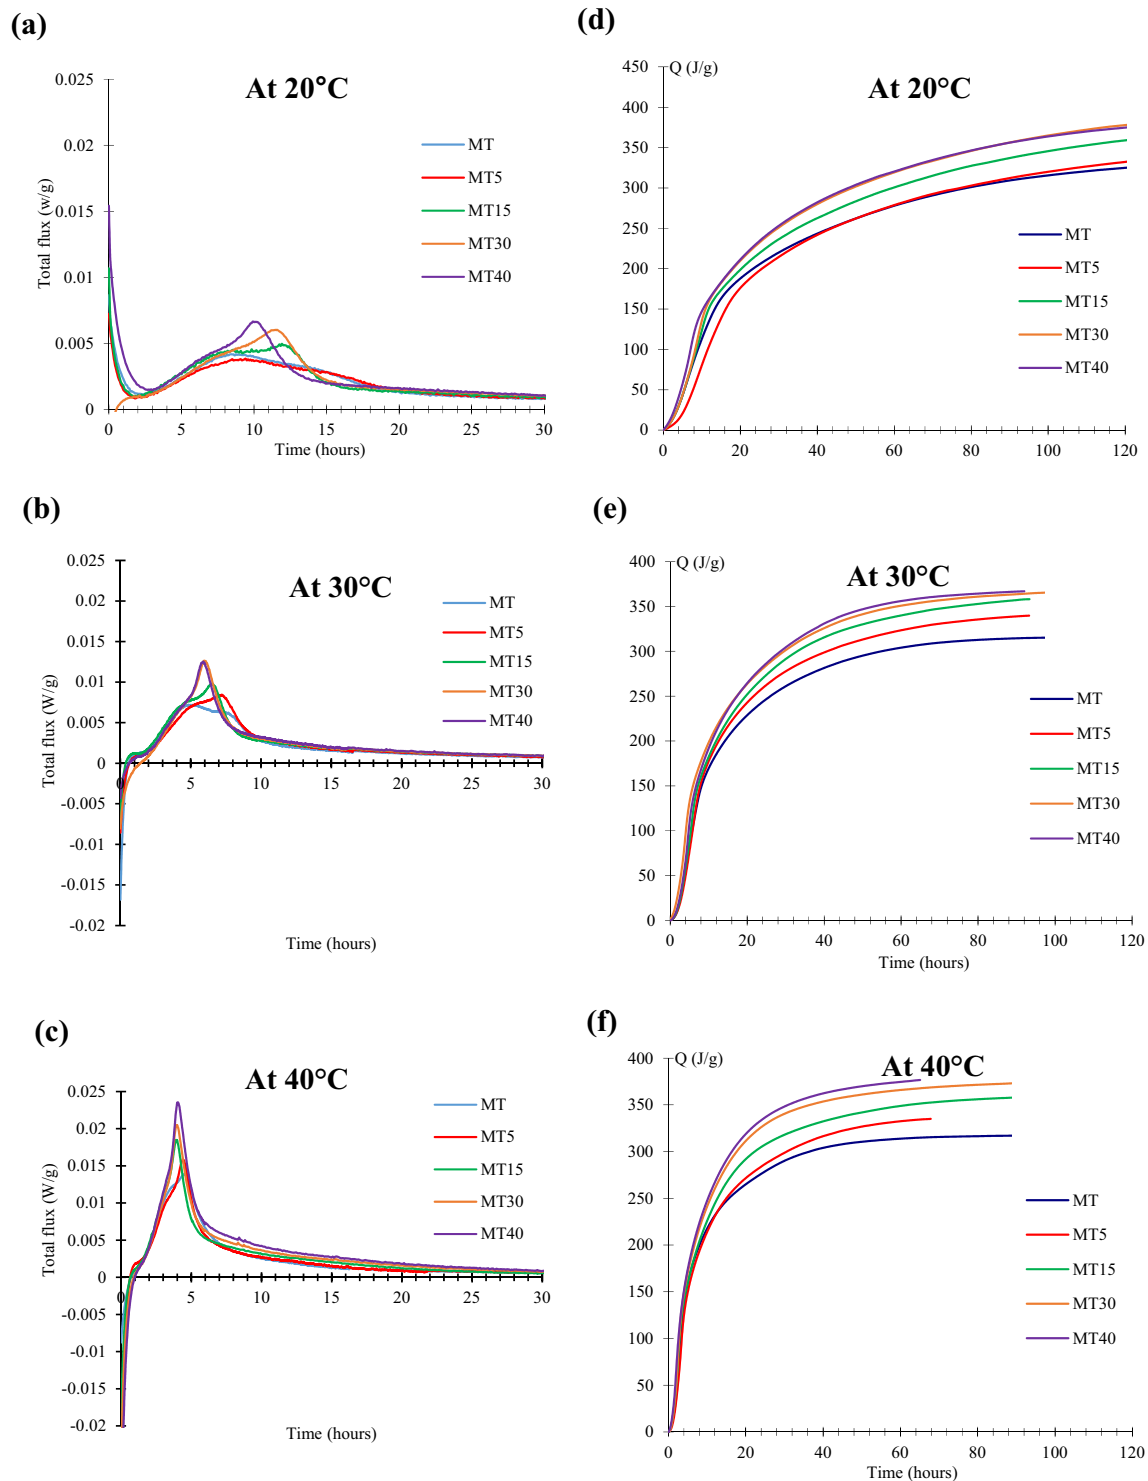 (a)
At 20°C
Total flux (w/g)
0.025
0.02
0.015
0.01
0.005
0
0 5 10 15 20 25 30
Time (hours)
MT
MT5
MT15
MT30
MT40
(d)
Q (J/g)
At 20°C
450
400
350
300
250
200
150
100
50
0
0 20 40 60 80 100 120
MT
MT5
MT15
MT30
MT40
(b)
At 30°C
Total flux (W/g)
0.025
0.02
0.015
0.01
0.005
0
-0.005
-0.01
-0.015
-0.02
0 5 10 15 20 25 30
Time (hours)
MT
MT5
MT15
MT30
MT40
(e)
Q (J/g)
At 30°C
400
350
300
250
200
150
100
50
0
0 20 40 60 80 100 120
Time (hours)
MT
MT5
MT15
MT30
MT40
(c)
At 40°C
Total flux (W/g)
0.025
0.02
0.015
0.01
0.005
0
-0.005
-0.01
-0.015
-0.02
0 5 10 15 20 25 30
Time (hours)
MT
MT5
MT15
MT30
MT40
(f)
Q (J/g)
At 40°C
400
350
300
250
200
150
100
50
0
0 20 40 60 80 100 120
Time (hours)
MT
MT5
MT15
MT30
MT40